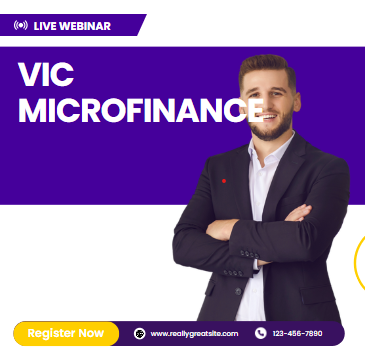 LIVE WEBINAR
VIC
MICROFINANCE
Register Now
www.reallygreatsite.com
123-456-7890